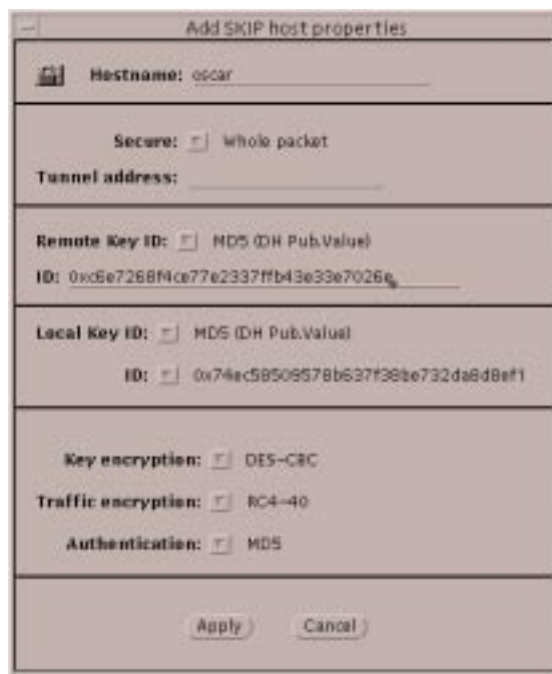 Add SKIP host properties
Hostname: oscar
Secure: Whole packet
Tunnel address:
Remote Key ID: MD5 (DH Pub.Value)
ID: 0xc6e7268f4ce77e2337ffb43e33e7026e
Local Key ID: MD5 (DH Pub.Value)
ID: 0x74ec58509578b637f38be732da8d8ef1
Key encryption: DES-CBC
Traffic encryption: RC4-40
Authentication: MD5
Apply Cancel